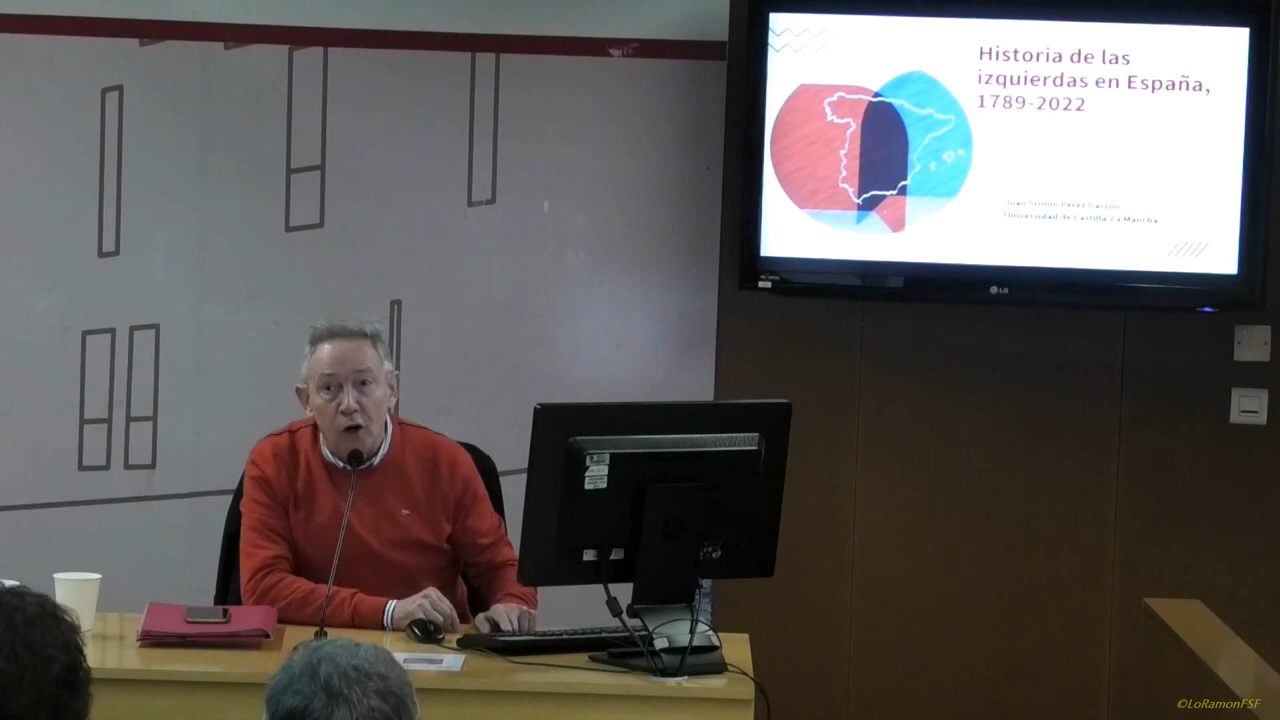 Historia de las
izquierdas en España,
1789-2022
Juan Sisinio Pérez Garzón
Universidad de Castilla-La Mancha
LG
©LoRamonFSF